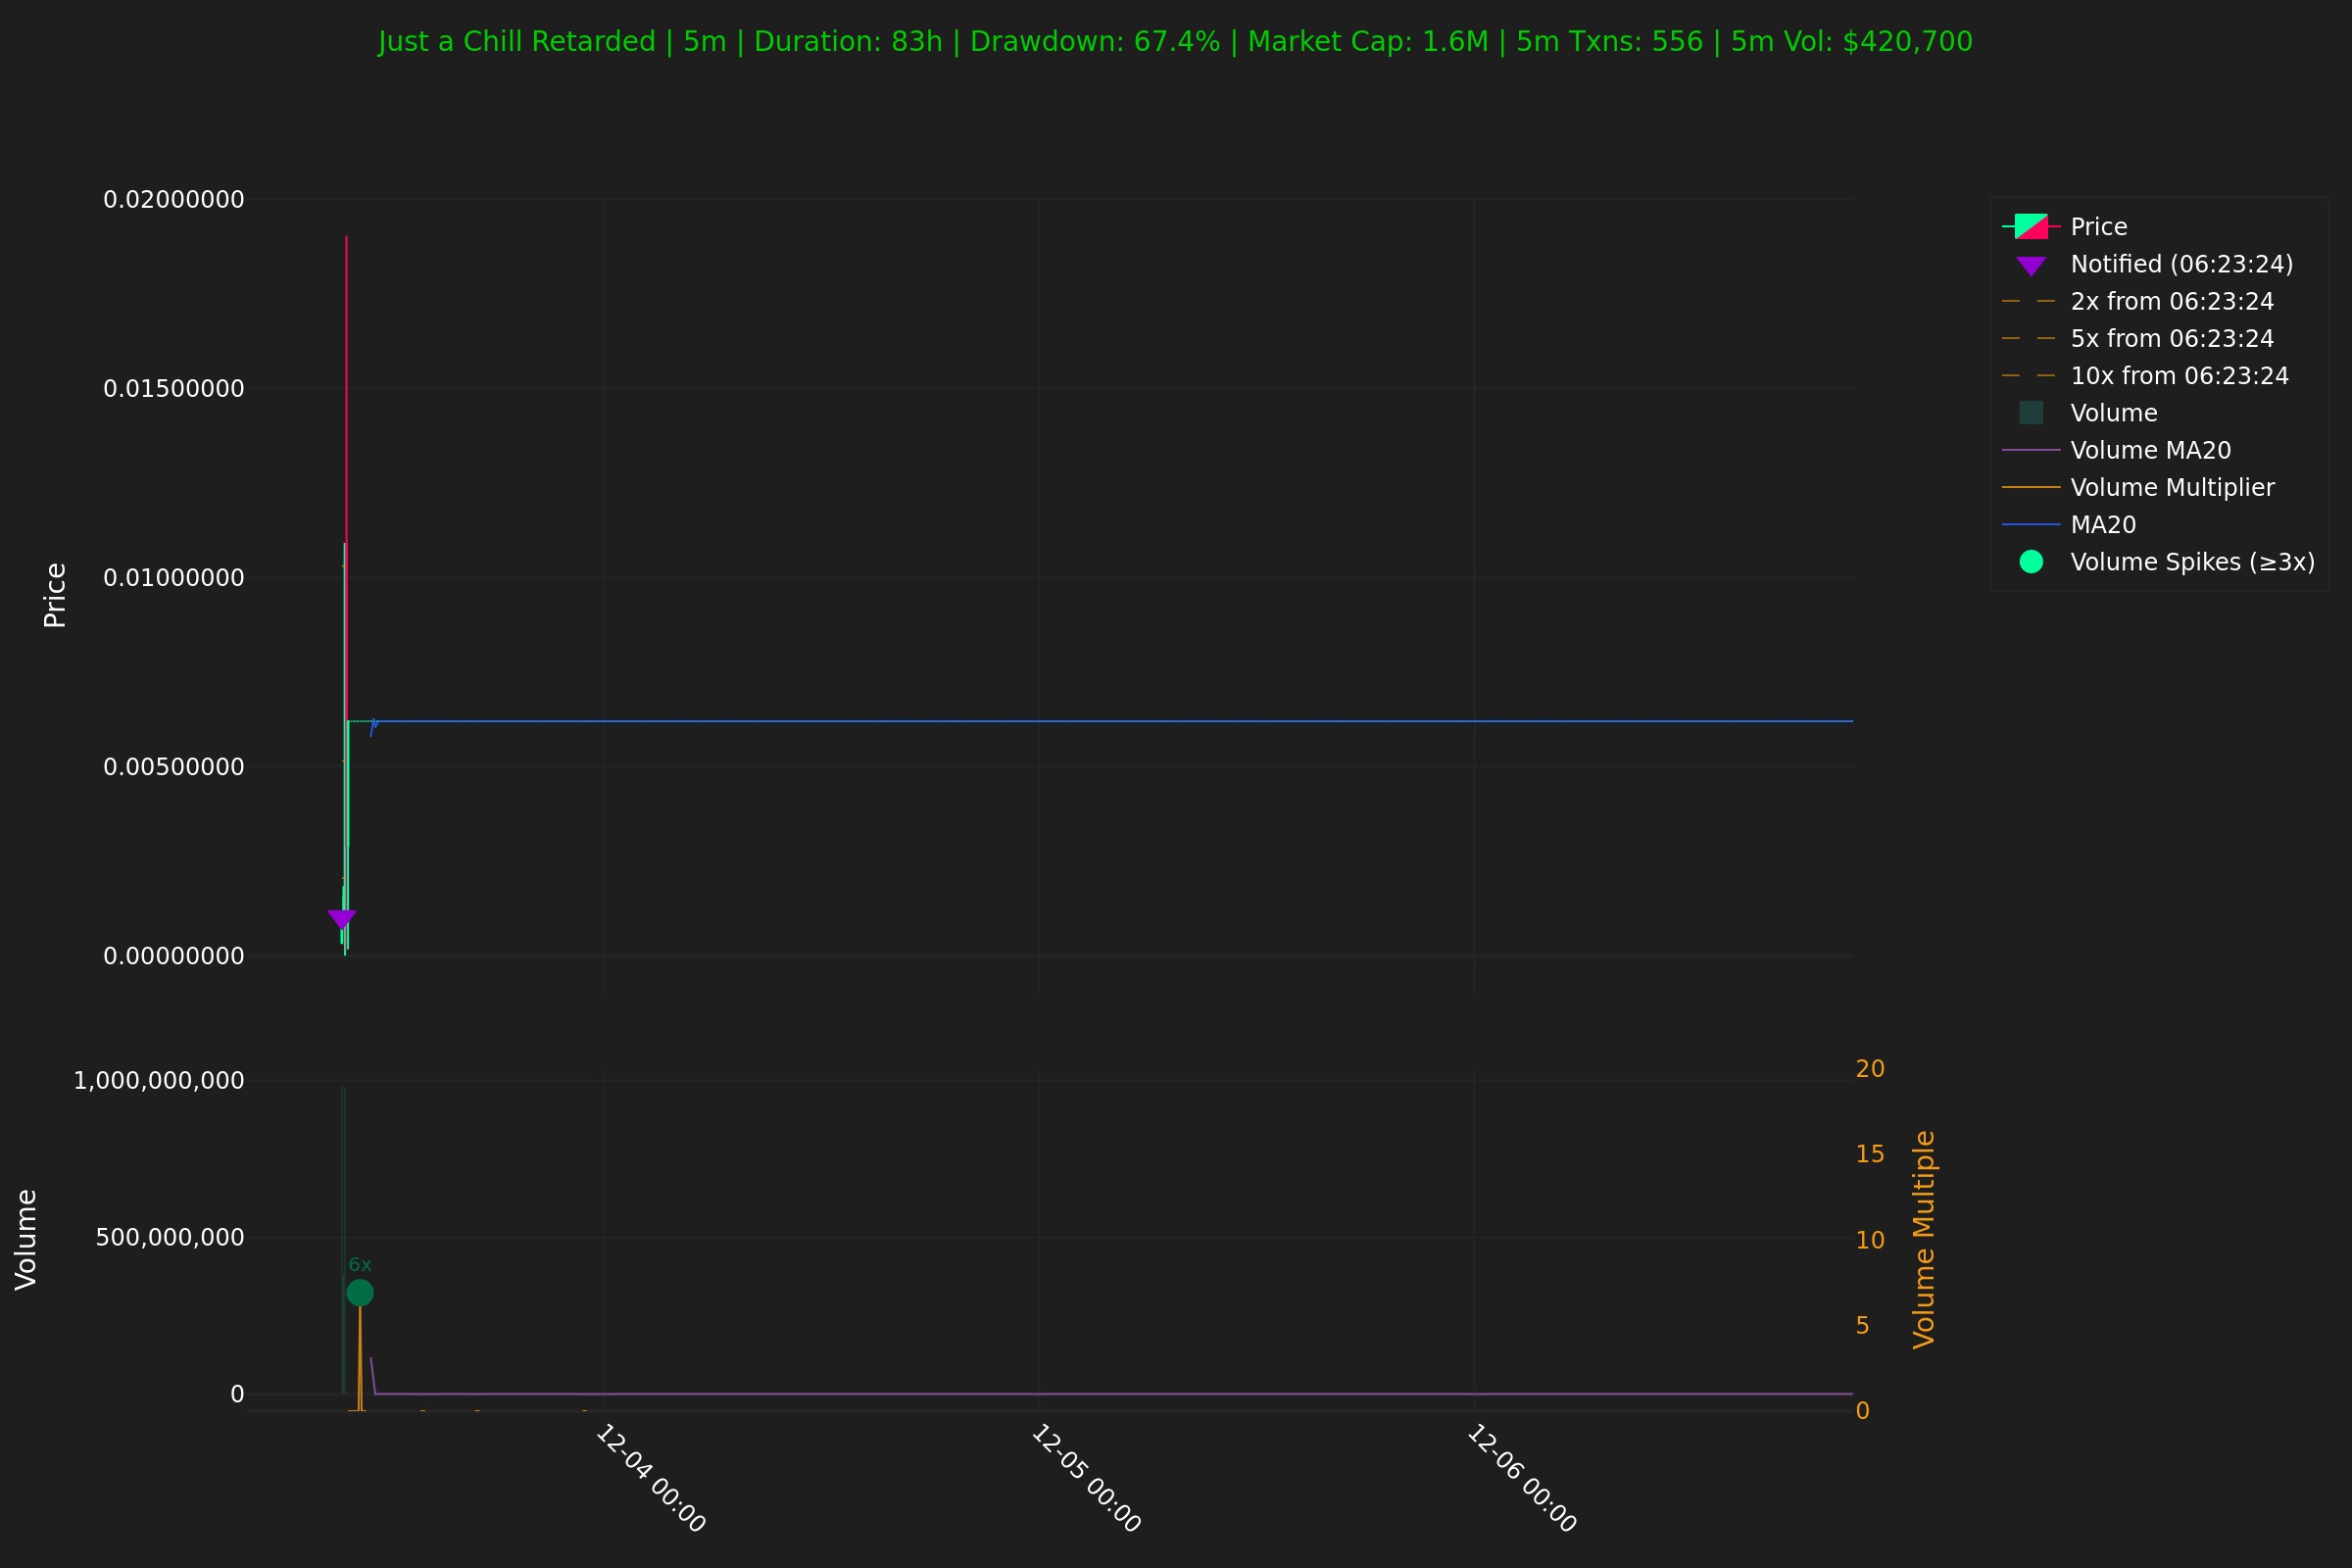 Just a Chill Retarded | 5m | Duration: 83h | Drawdown: 67.4% | Market Cap: 1.6M | 5m Txns: 556 | 5m Vol: $420,700
0.02000000
0.01500000
0.01000000
0.00500000
0.00000000
Price
Price
Notified (06:23:24)
2x from 06:23:24
5x from 06:23:24
10x from 06:23:24
Volume
Volume MA20
Volume Multiplier
MA20
Volume Spikes (≥3x)
1,000,000,000
500,000,000
0
Volume
6x
20
15
10
5
0
Volume Multiple
12-04 00:00
12-05 00:00
12-06 00:00